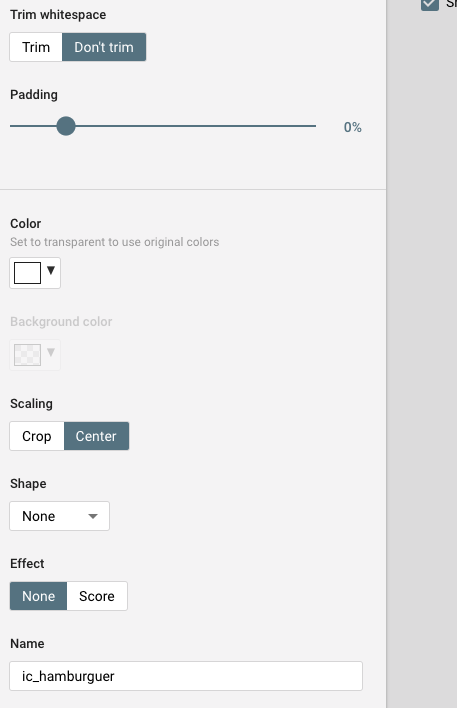 Trim whitespace
Trim
Don't trim
Padding
0%
Color
Set to transparent to use original colors
Background color
Scaling
Crop
Center
Shape
None
Effect
None
Score
Name
ic_hamburguer